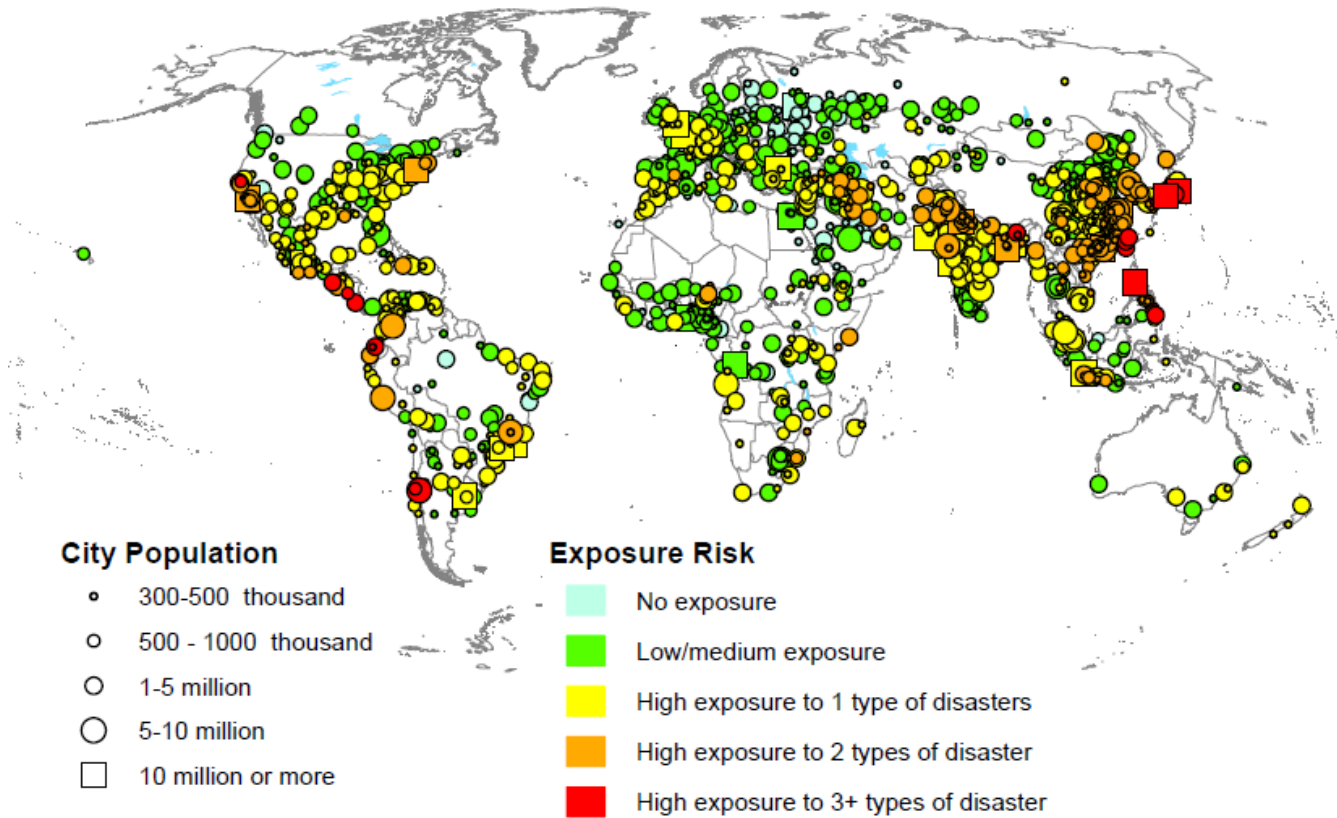 City Population
300-500 thousand
500 - 1000 thousand
1-5 million
5-10 million
10 million or more
Exposure Risk
No exposure
Low/medium exposure
High exposure to 1 type of disasters
High exposure to 2 types of disaster
High exposure to 3+ types of disaster